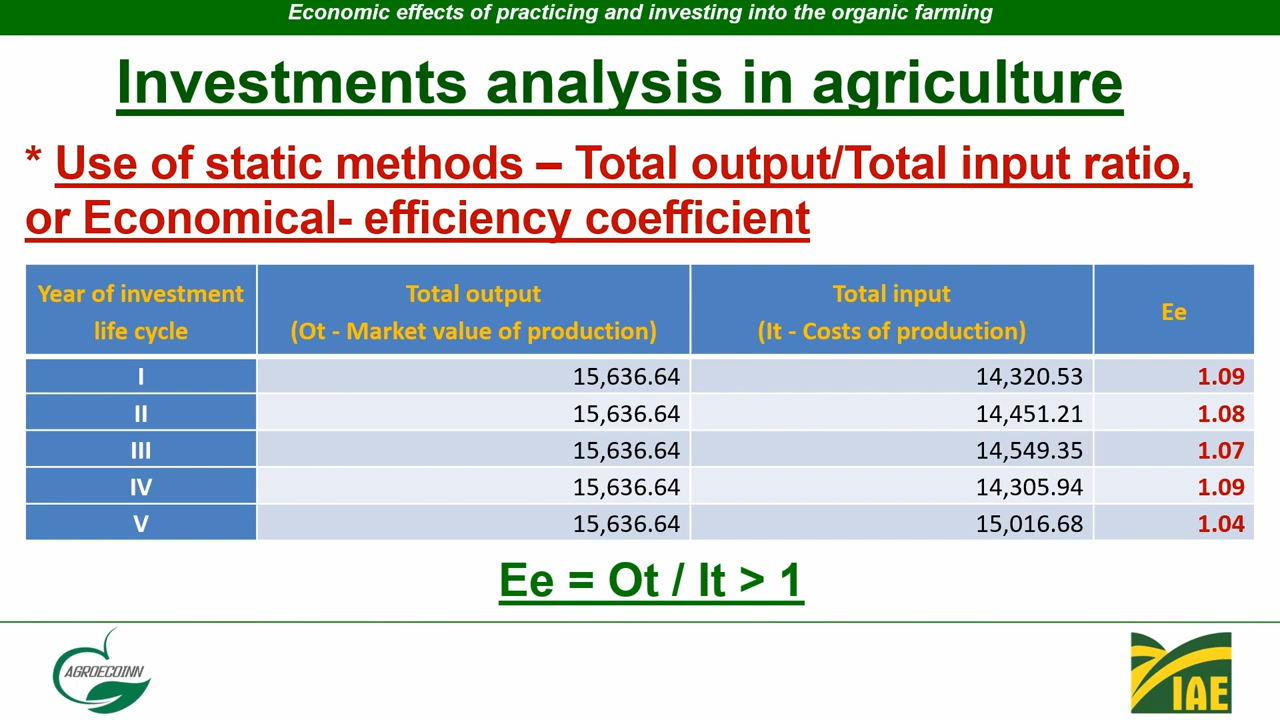 Economic effects of practicing and investing into the organic farming
Investments analysis in agriculture
* Use of static methods – Total output/Total input ratio,
or Economical- efficiency coefficient
Year of investment life cycle Total output (Ot - Market value of production) Total input (It - Costs of production) Ee
I 15,636.64 14,320.53 1.09
II 15,636.64 14,451.21 1.08
III 15,636.64 14,549.35 1.07
IV 15,636.64 14,305.94 1.09
V 15,636.64 15,016.68 1.04
Ee = Ot / It > 1
AGROECOINN
IAE